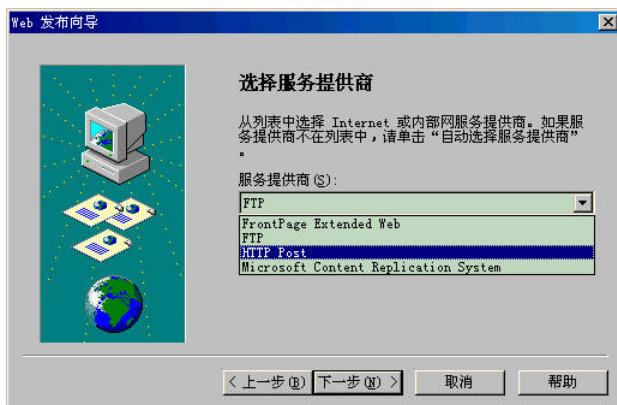 Web 发布向导
选择服务提供商
从列表中选择 Internet 或内部网服务提供商。如果服
务提供商不在列表中，请单击“自动选择服务提供商”
。
服务提供商(S):
FTP
FrontPage Extended Web
FTP
HTTP Post
Microsoft Content Replication System
< 上一步(B)
下一步(N) >
取消
帮助